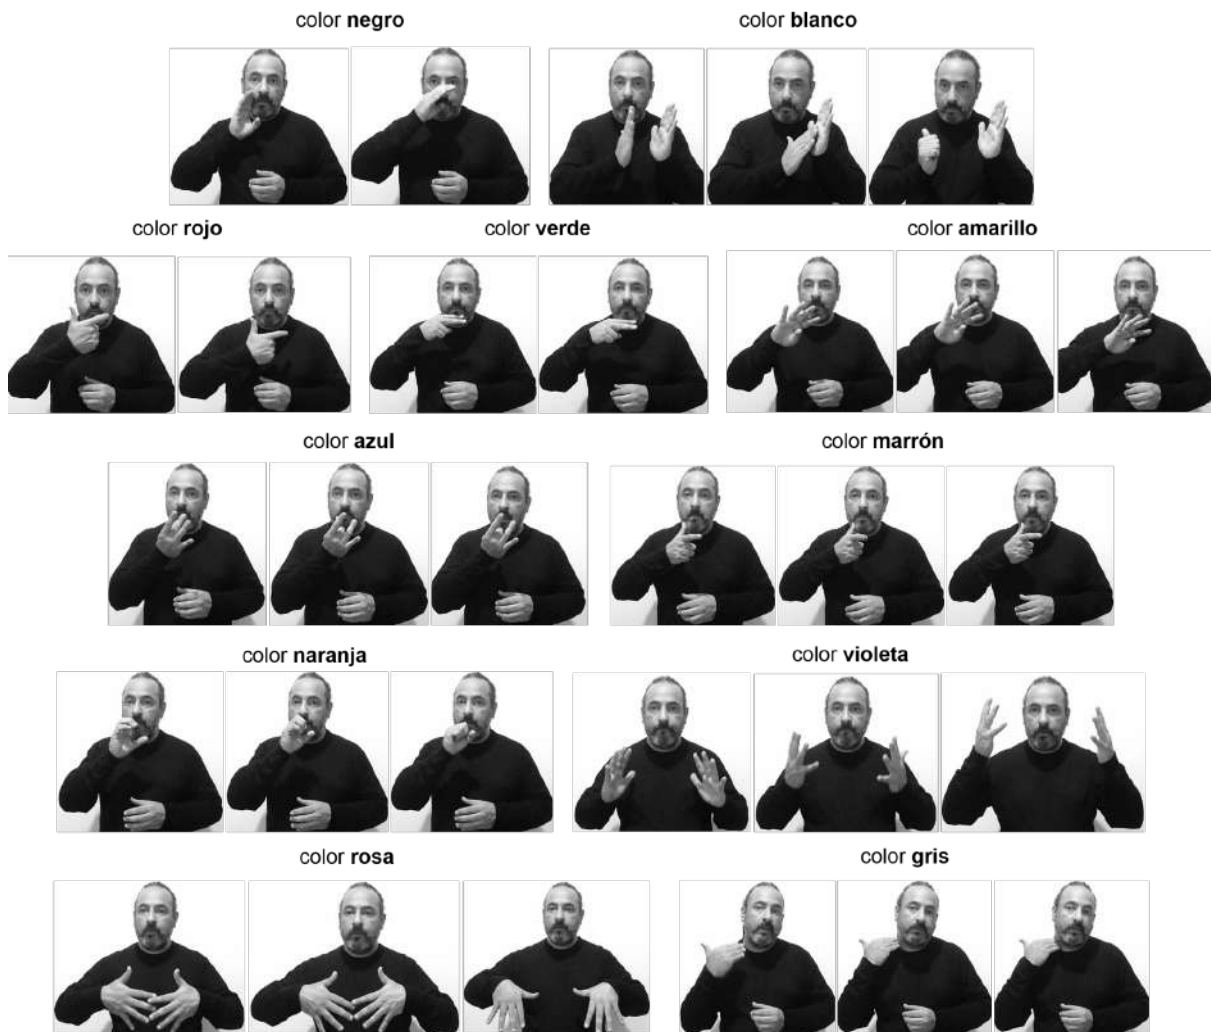 color negro
color blanco
color rojo
color verde
color amarillo
color azul
color marrón
color naranja
color violeta
color rosa
color gris